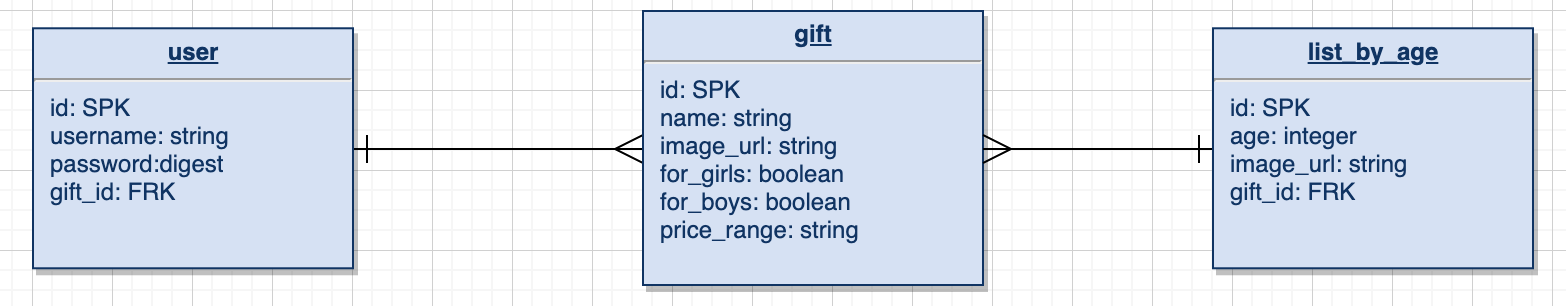 user
id: SPK
username: string
password:digest
gift_id: FRK
gift
id: SPK
name: string
image_url: string
for_girls: boolean
for_boys: boolean
price_range: string
list_by_age
id: SPK
age: integer
image_url: string
gift_id: FRK